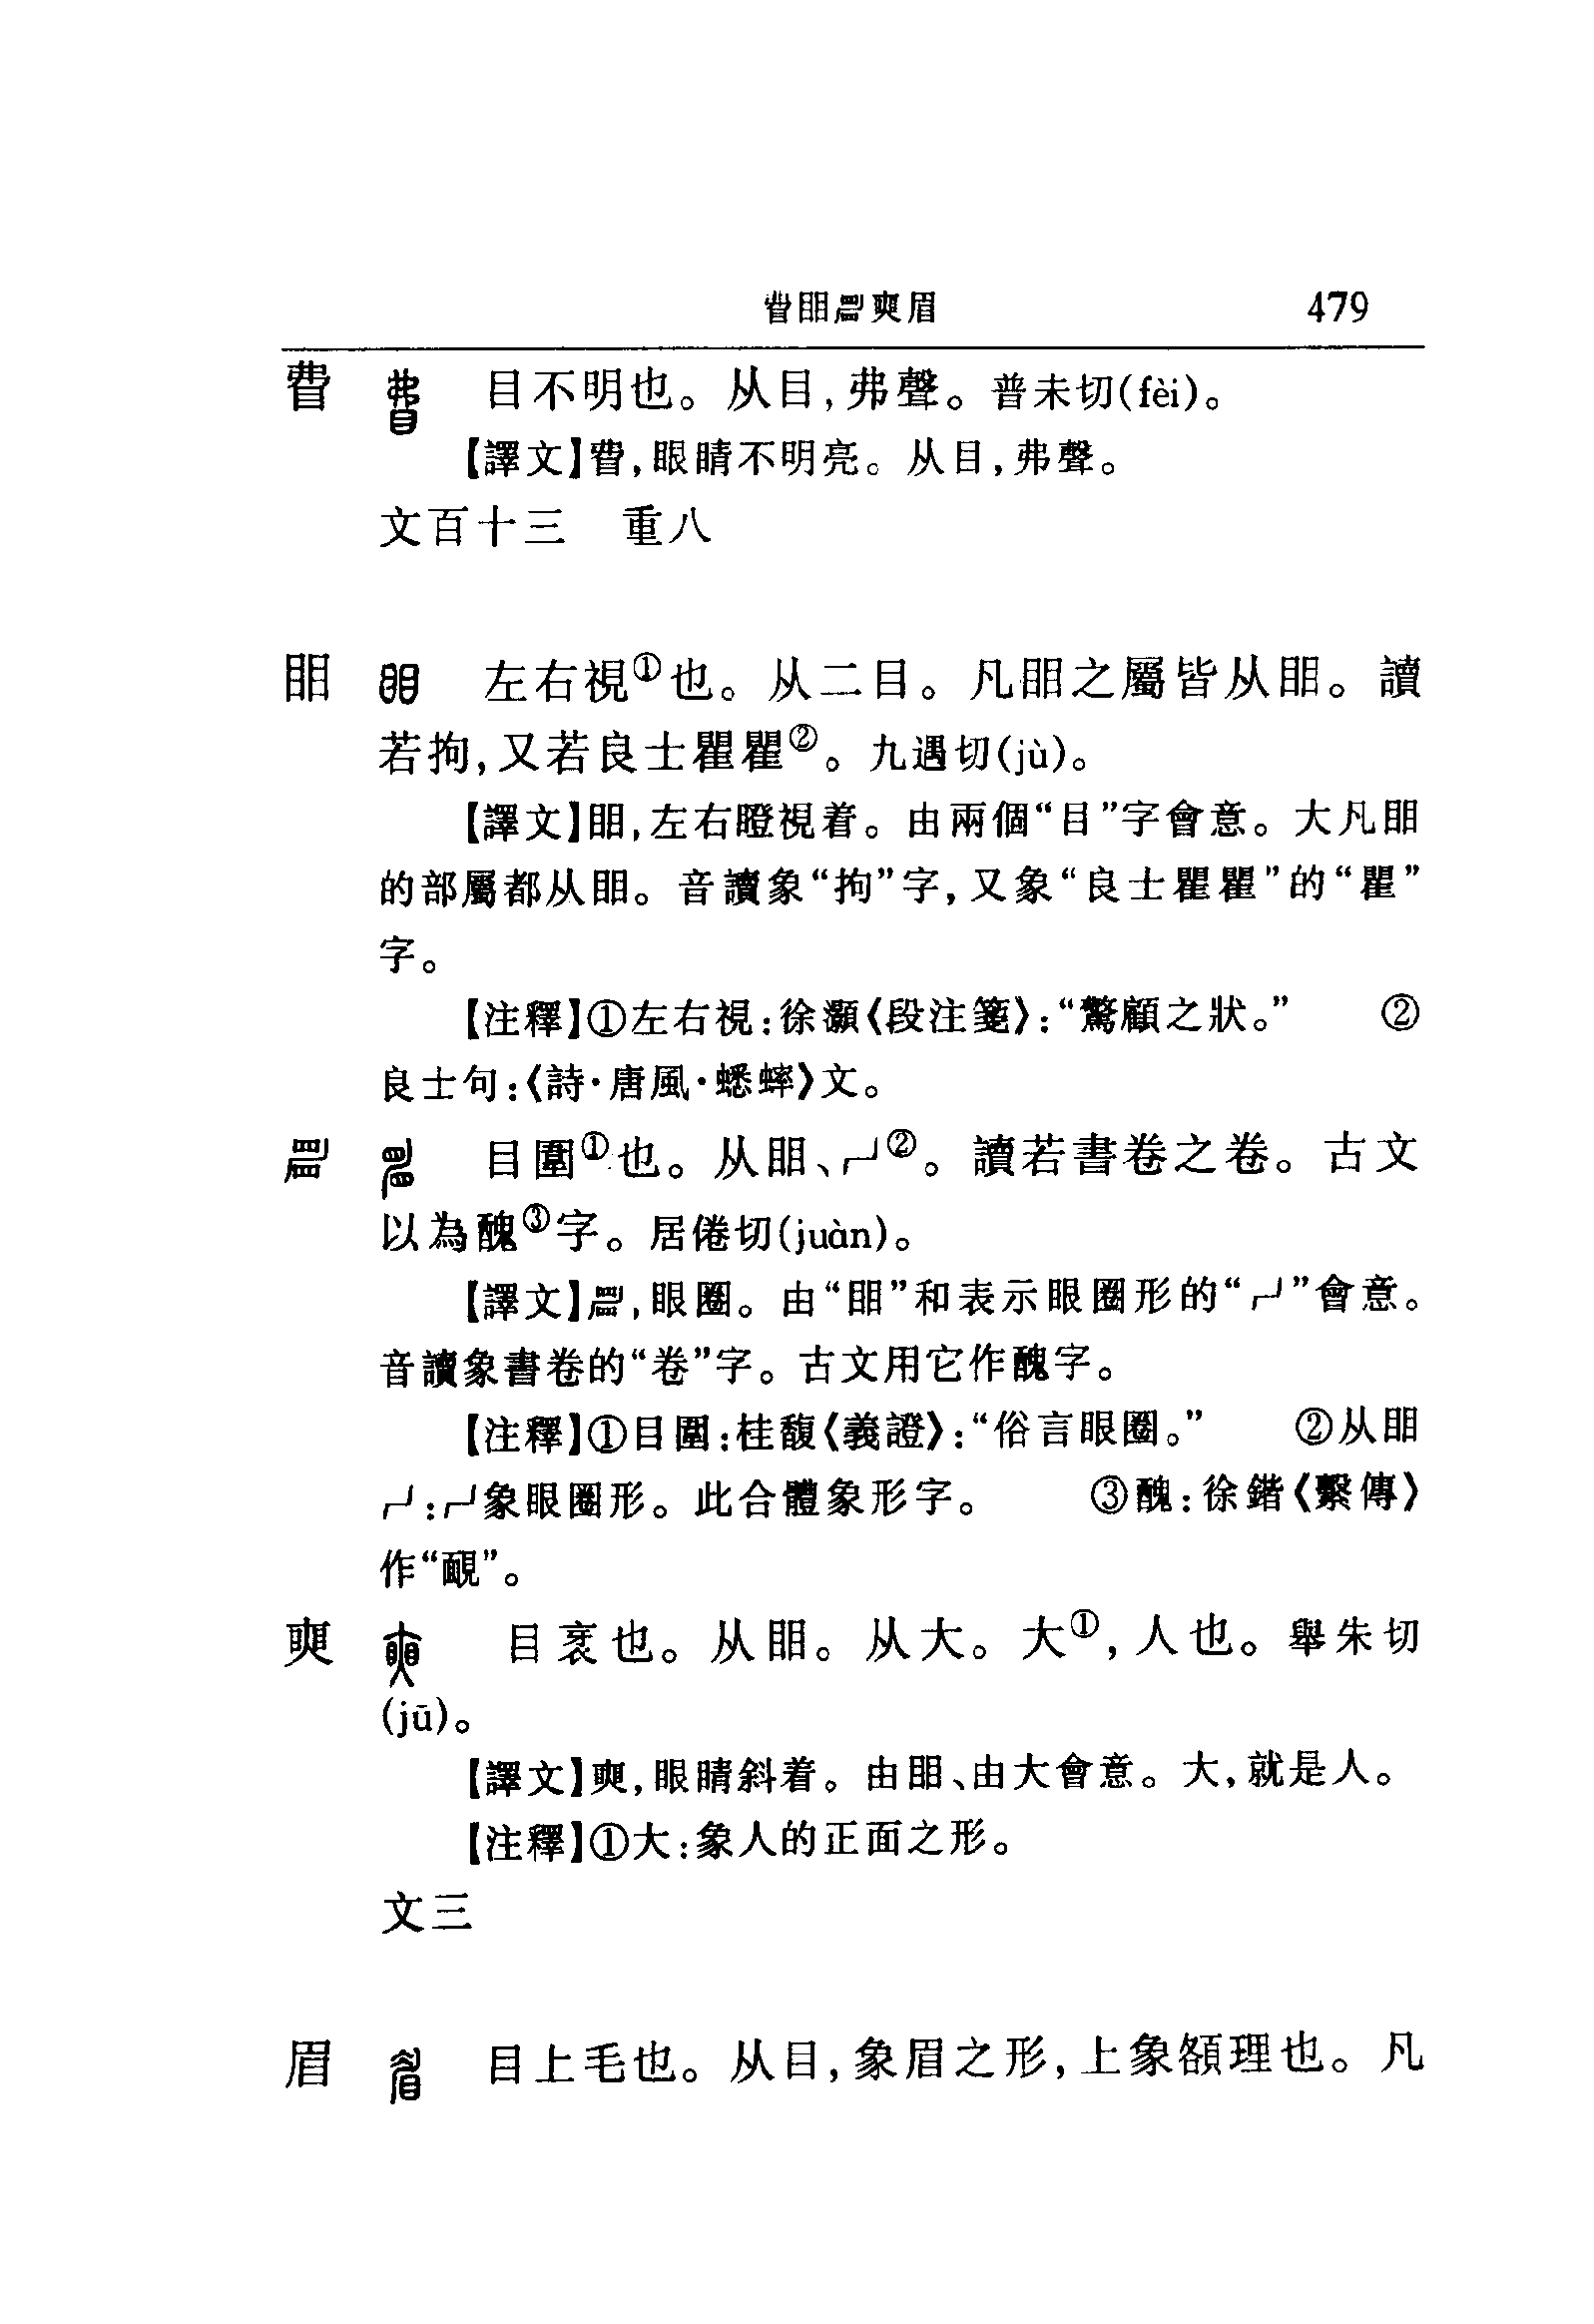 䀟䀠𥇛奭眉 479
䀟 目不明也。从目,弗聲。普未切(fèi)。
【譯文】䀟,眼睛不明亮。从目,弗聲。
文百十三 重八
䀠 左右視①也。从二目。凡䀠之屬皆从䀠。讀
若拘,又若良士瞿瞿②。九遇切(jù)。
【譯文】䀠,左右瞪視着。由兩個“目”字會意。大凡䀠
的部屬都从䀠。音讀象“拘”字,又象“良士瞿瞿”的“瞿”
字。
【注釋】①左右視:徐灝《段注箋》:“驚顧之狀。” ②
良士句:《詩·唐風·蟋蟀》文。
目圍①也。从䀠、②。讀若書卷之卷。古文
以為醜③字。居倦切(juàn)。
【譯文】,眼圈。由“䀠”和表示眼圈形的“”會意。
音讀象書卷的“卷”字。古文用它作醜字。
【注釋】①目圍:桂馥《義證》:“俗言眼圈。” ②从䀠
:象眼圈形。此合體象形字。 ③醜:徐鍇《繫傳》
作“靦”。
目衺也。从䀠。从大。大①,人也。舉朱切
(jū)。
【譯文】,眼睛斜着。由䀠、由大會意。大,就是人。
【注釋】①大:象人的正面之形。
文三
眉 目上毛也。从目,象眉之形,上象頟理也。凡